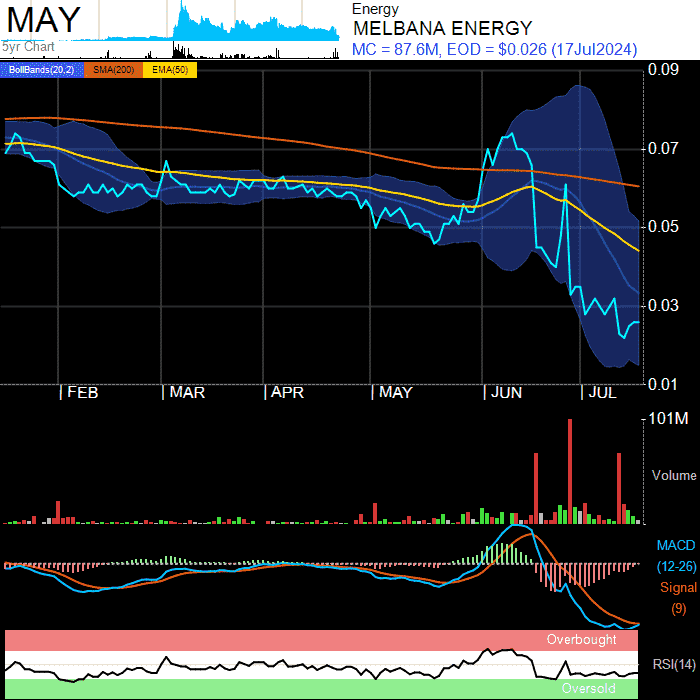 MAY
5yr Chart
Energy
MELBANA ENERGY
MC = 87.6M, EOD = $0.026 (17Jul2024)
BollBands(20,2) SMA(200) EMA(50)
0.09
0.07
0.05
0.03
0.01
FEB MAR APR MAY JUN JUL
101M
Volume
MACD
(12-26)
Signal
(9)
Overbought
RSI(14)
Oversold